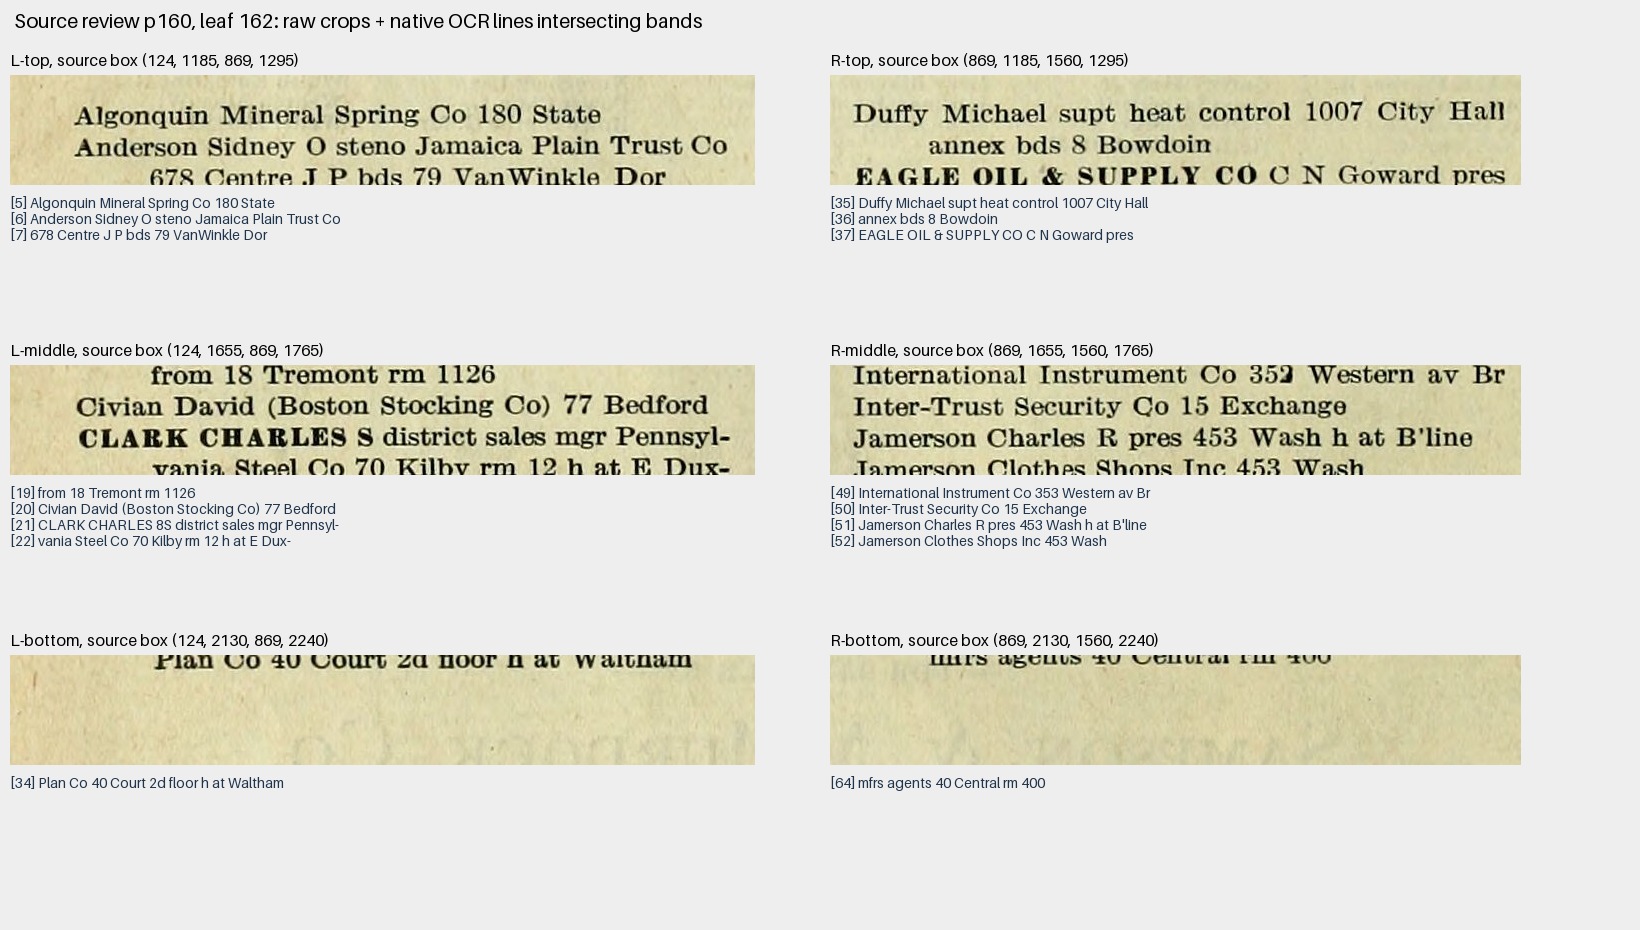 Source review p160, leaf 162: raw crops + native OCR lines intersecting bands
L-top, source box (124, 1185, 869, 1295)
Algonquin Mineral Spring Co 180 State
Anderson Sidney O steno Jamaica Plain Trust Co
678 Centre J P bds 79 VanWinkle Dor
[5] Algonquin Mineral Spring Co 180 State
[6] Anderson Sidney O steno Jamaica Plain Trust Co
[7] 678 Centre J P bds 79 VanWinkle Dor
R-top, source box (869, 1185, 1560, 1295)
Duffy Michael supt heat control 1007 City Hall
annex bds 8 Bowdoin
EAGLE OIL & SUPPLY CO C N Goward pres
[35] Duffy Michael supt heat control 1007 City Hall
[36] annex bds 8 Bowdoin
[37] EAGLE OIL & SUPPLY CO C N Goward pres
L-middle, source box (124, 1655, 869, 1765)
from 18 Tremont rm 1126
Civian David (Boston Stocking Co) 77 Bedford
CLARK CHARLES S district sales mgr Pennsyl-
vania Steel Co 70 Kilby rm 12 h at E Dux-
[19] from 18 Tremont rm 1126
[20] Civian David (Boston Stocking Co) 77 Bedford
[21] CLARK CHARLES 8S district sales mgr Pennsyl-
[22] vania Steel Co 70 Kilby rm 12 h at E Dux-
R-middle, source box (869, 1655, 1560, 1765)
International Instrument Co 352 Western av Br
Inter-Trust Security Co 15 Exchange
Jamerson Charles R pres 453 Wash h at B'line
Jamerson Clothes Shops Inc 453 Wash
[49] International Instrument Co 353 Western av Br
[50] Inter-Trust Security Co 15 Exchange
[51] Jamerson Charles R pres 453 Wash h at B'line
[52] Jamerson Clothes Shops Inc 453 Wash
L-bottom, source box (124, 2130, 869, 2240)
Plan Co 40 Court 2d floor h at Waltham
[34] Plan Co 40 Court 2d floor h at Waltham
R-bottom, source box (869, 2130, 1560, 2240)
mfrs agents 40 Central rm 400
[64] mfrs agents 40 Central rm 400